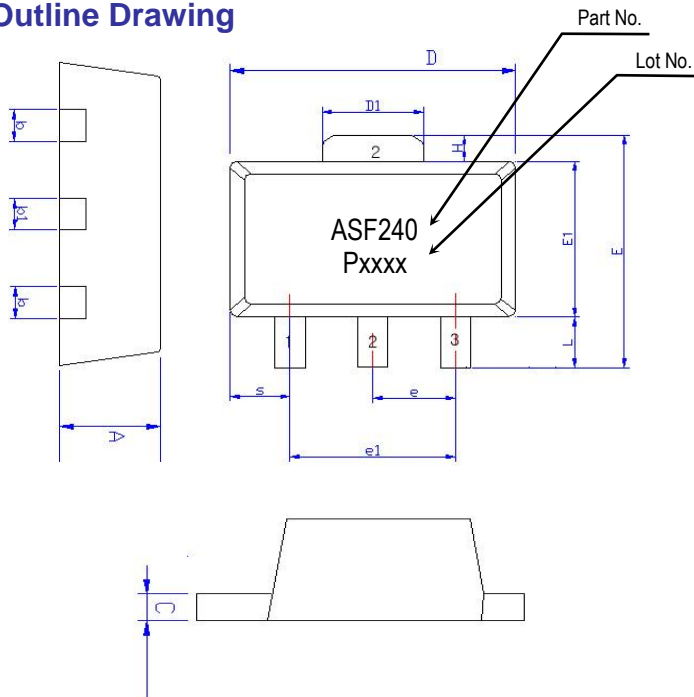 Outline Drawing
Part No.
Lot No.
D
D1
b
b1
b
2
H
ASF240
Pxxxx
E1
E
1
2
3
L
s
e
A
e1
C